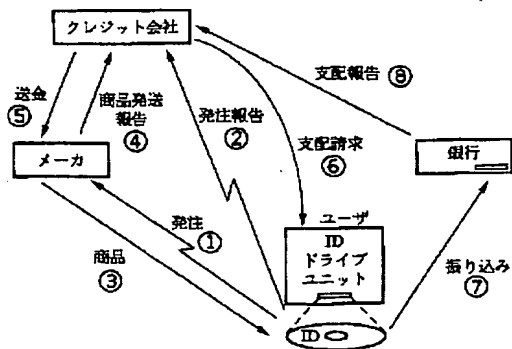 クレジット会社
送金
⑤
商品発送
報告
④
発注報告
②
支配報告
⑧
支配請求
⑥
メーカ
銀行
発注
①
商品
③
ユーザ
ID
ドライブ
ユニット
振り込み
⑦
ID